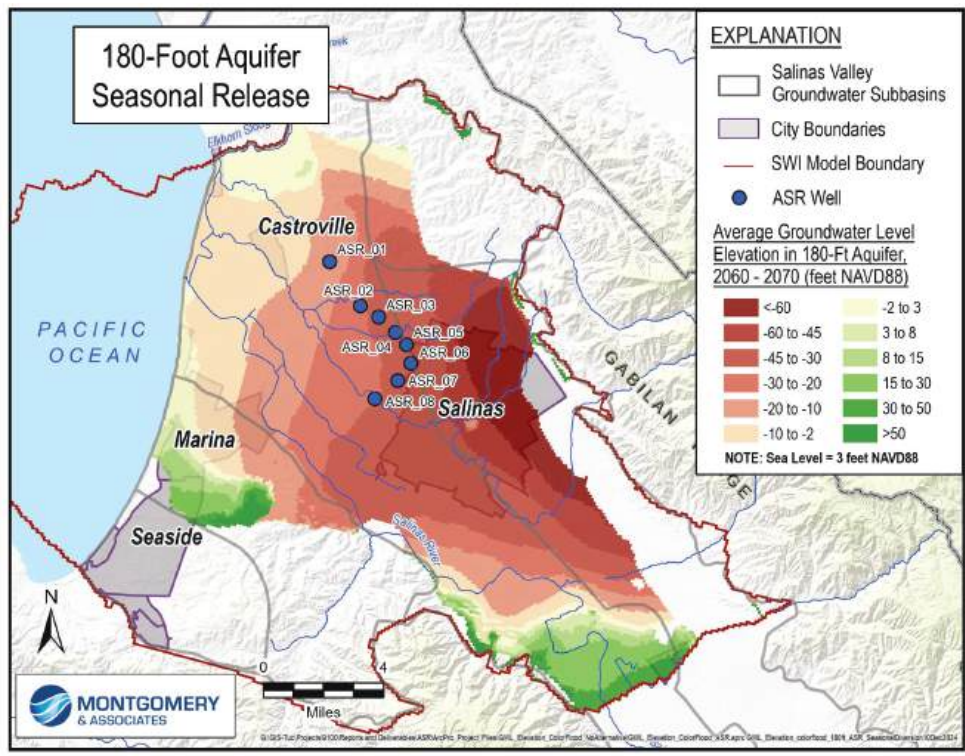 180-Foot Aquifer
Seasonal Release
Elkhorn Sloug
Castroville
ASR_01
ASR_02
ASR_03
ASR_05
ASR_04
ASR_06
ASR_07
ASR_08
Salinas
PACIFIC
OCEAN
Marina
Seaside
Salinas
River
GABILAN
N
0 4
Miles
MONTGOMERY
& ASSOCIATES
EXPLANATION
Salinas Valley
Groundwater Subbasins
City Boundaries
SWI Model Boundary
ASR Well
Average Groundwater Level
Elevation in 180-Ft Aquifer,
2060 - 2070 (feet NAVD88)
<-60 -2 to 3
-60 to -45 3 to 8
-45 to -30 8 to 15
-30 to -20 15 to 30
-20 to -10 30 to 50
-10 to -2 >50
NOTE: Sea Level = 3 feet NAVD88